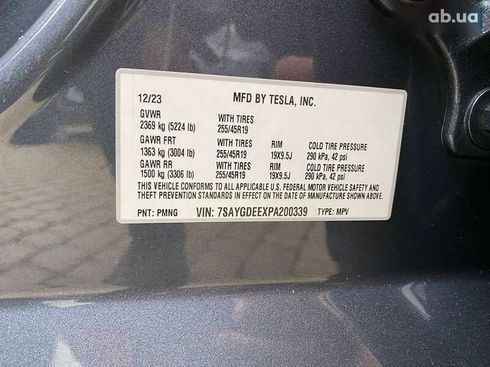 ab.ua
12/23 MFD BY TESLA, INC.
GVWR WITH TIRES
2369 kg (5224 lb) 255/45R19
GAWR FRT WITH TIRES RIM COLD TIRE PRESSURE
1363 kg (3004 lb) 255/45R19 19X9.5J 290 kPa, 42 psi
GAWR RR WITH TIRES RIM COLD TIRE PRESSURE
1500 kg (3306 lb) 255/45R19 19X9.5J 290 kPa, 42 psi
THIS VEHICLE CONFORMS TO ALL APPLICABLE U.S. FEDERAL MOTOR VEHICLE SAFETY AND
THEFT PREVENTION STANDARDS IN EFFECT ON THE DATE OF MANUFACTURE SHOWN ABOVE.
PNT: PMNG VIN: 7SAYGDEEXPA200339 TYPE: MPV